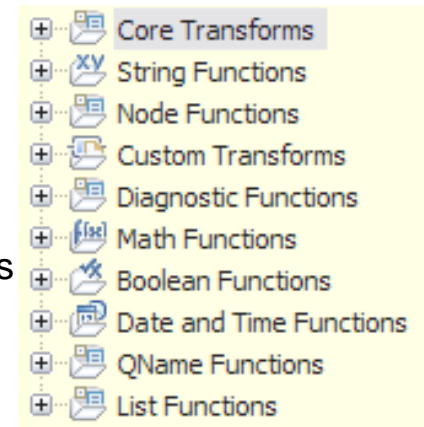 Core Transforms
String Functions
Node Functions
Custom Transforms
Diagnostic Functions
Math Functions
s
Boolean Functions
Date and Time Functions
QName Functions
List Functions